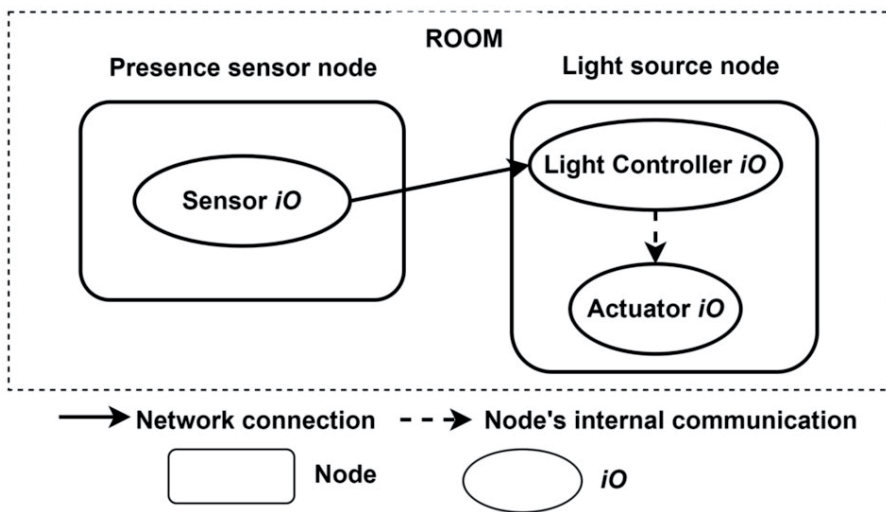 ROOM
Presence sensor node
Light source node
Sensor iO
Light Controller iO
Actuator iO
Network connection
Node's internal communication
Node
iO